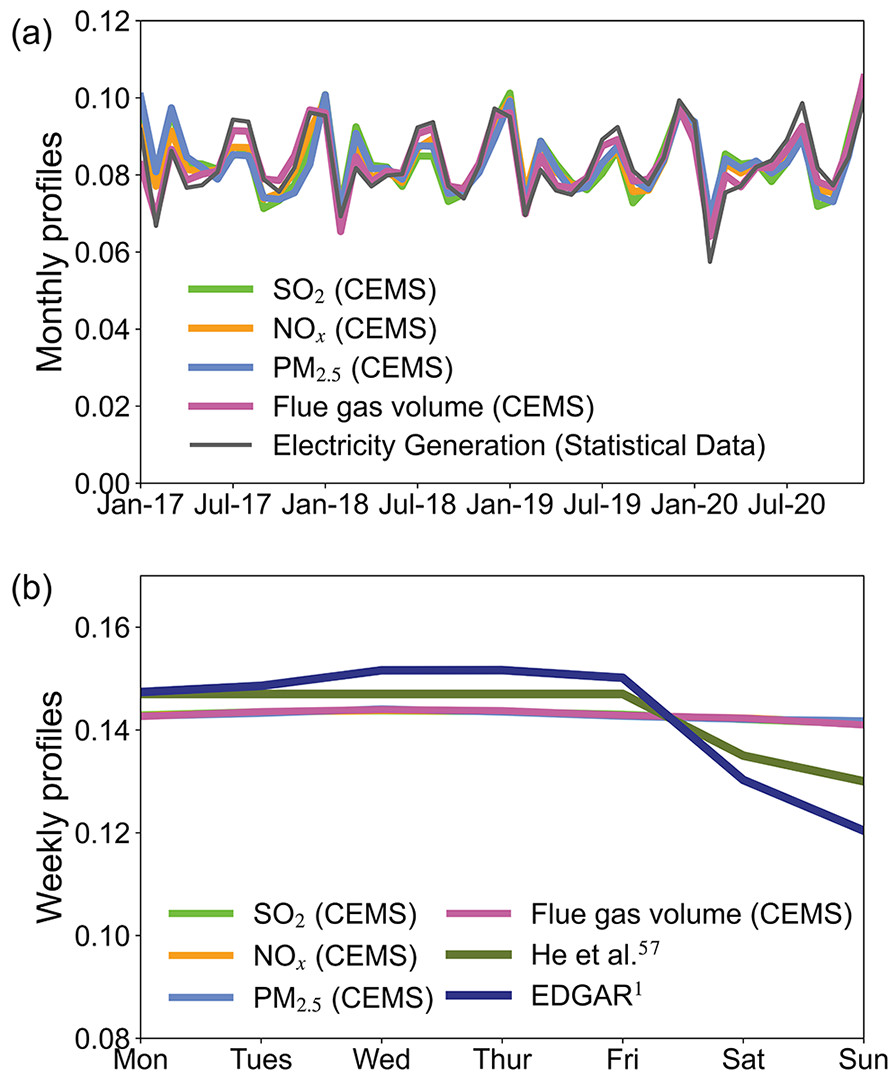 (a)
Monthly profiles
0.12
0.10
0.08
0.06
0.04
0.02
0.00
SO₂ (CEMS)
NOₓ (CEMS)
PM₂.₅ (CEMS)
Flue gas volume (CEMS)
Electricity Generation (Statistical Data)
Jan-17 Jul-17 Jan-18 Jul-18 Jan-19 Jul-19 Jan-20 Jul-20
(b)
Weekly profiles
0.16
0.14
0.12
0.10
0.08
SO₂ (CEMS) Flue gas volume (CEMS)
NOₓ (CEMS) He et al.⁵⁷
PM₂.₅ (CEMS) EDGAR¹
Mon Tues Wed Thur Fri Sat Sun